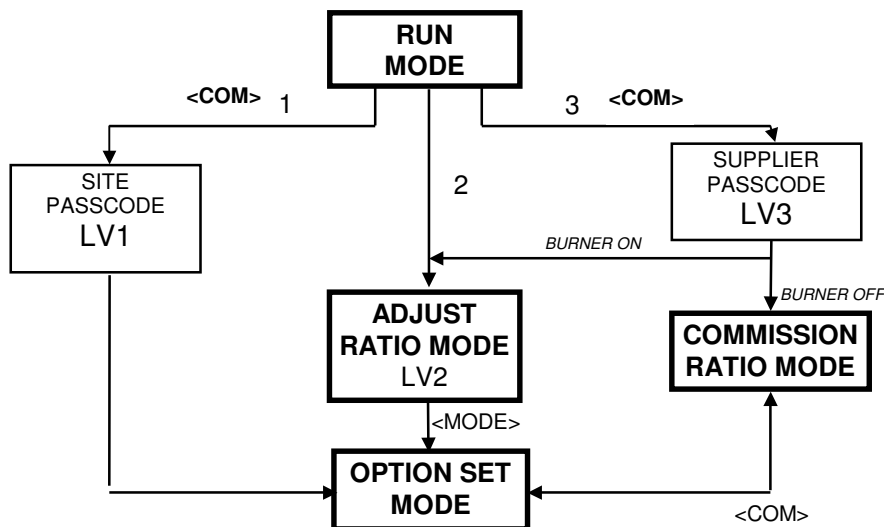 RUN
MODE
<COM> 1
3 <COM>
SITE
PASSCODE
LV1
2
SUPPLIER
PASSCODE
LV3
BURNER ON
BURNER OFF
ADJUST
RATIO MODE
LV2
COMMISSION
RATIO MODE
<MODE>
OPTION SET
MODE
<COM>